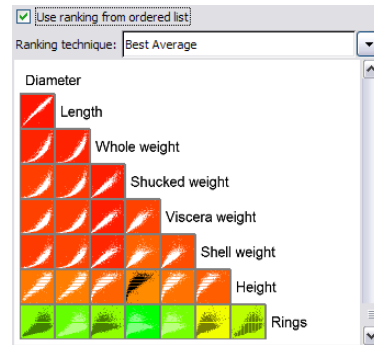 Use ranking from ordered list
Ranking technique: Best Average
Diameter
Length
Whole weight
Shucked weight
Viscera weight
Shell weight
Height
Rings